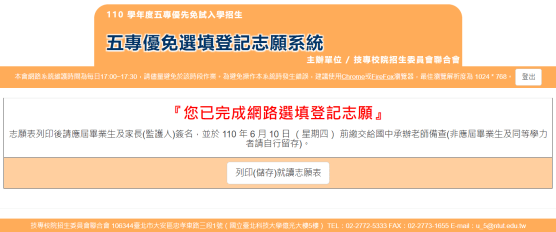 110 學年度五專優先免試入學招生
五專優免選填登記志願系統
主辦單位 / 技專校院招生委員會聯合會
本會網路系統維護時間為每日17:00~17:30，請儘量避免於該時段作業。為避免操作本系統時發生錯誤，建議使用Chrome或FireFox瀏覽器，最佳瀏覽解析度為 1024 * 768。
登出
『您已完成網路選填登記志願』
志願表列印後請應屆畢業生及家長(監護人)簽名，並於 110 年 6 月 10 日 （ 星期四 ） 前繳交給國中承辦老師備查(非應屆畢業生及同等學力
者請自行留存)。
列印(儲存)就讀志願表
技專校院招生委員會聯合會 106344臺北市大安區忠孝東路三段1號（國立臺北科技大學億光大樓5樓） TEL：02-2772-5333 FAX：02-2773-1655 E-mail：u_5@ntut.edu.tw